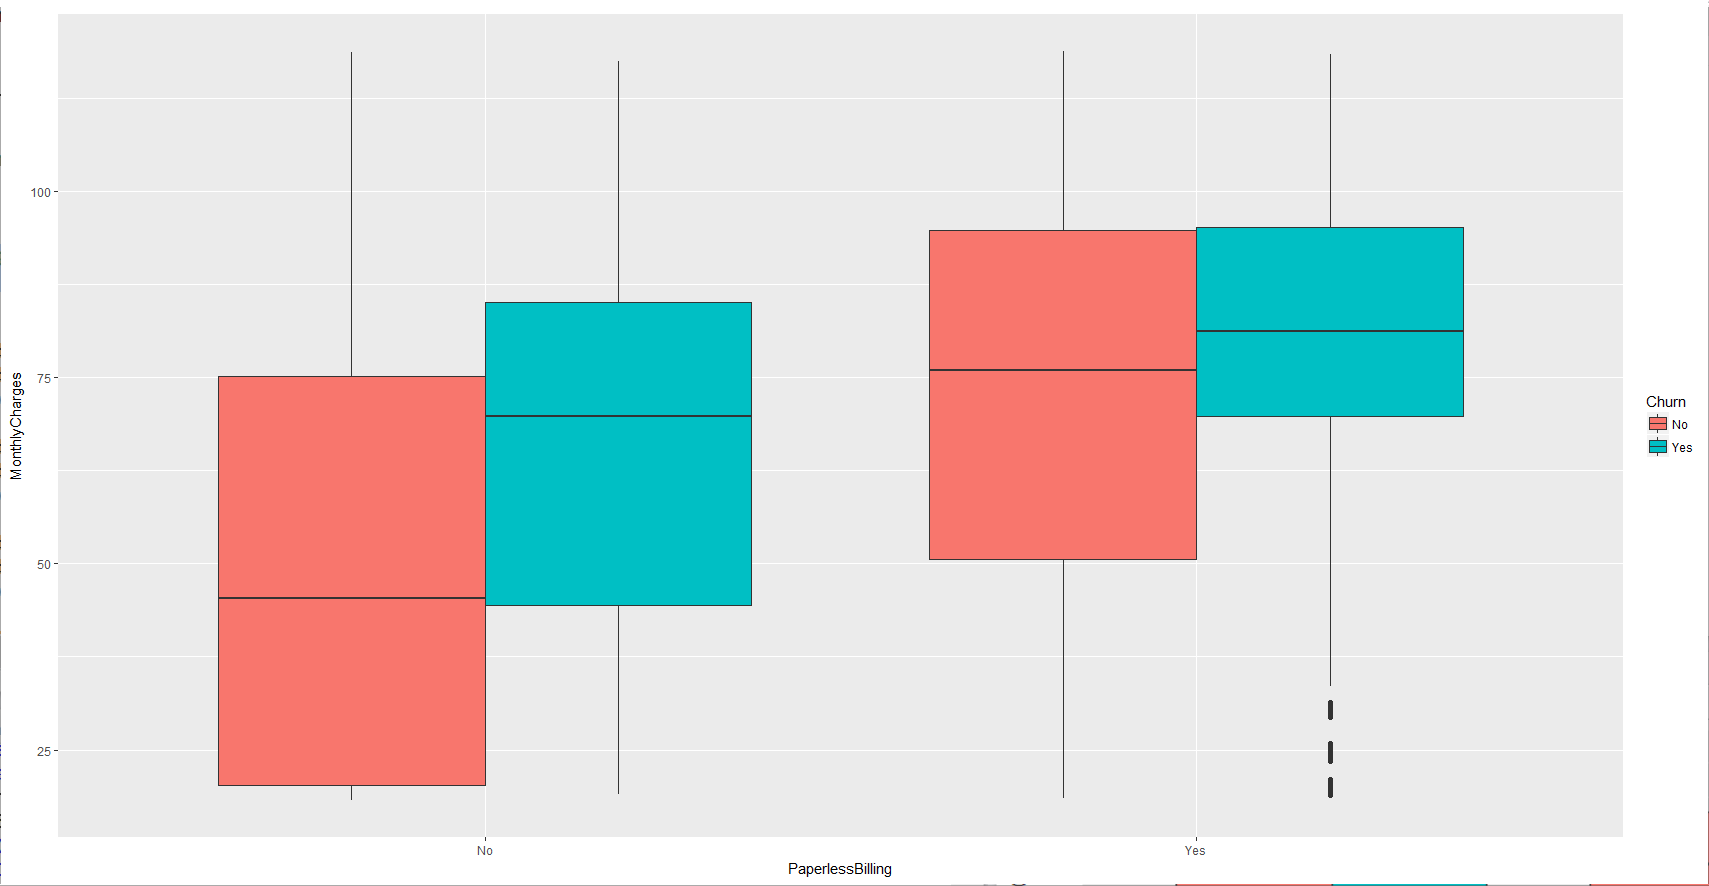 100
75
50
25
MonthlyCharges
No
Yes
PaperlessBilling
Churn
No
Yes